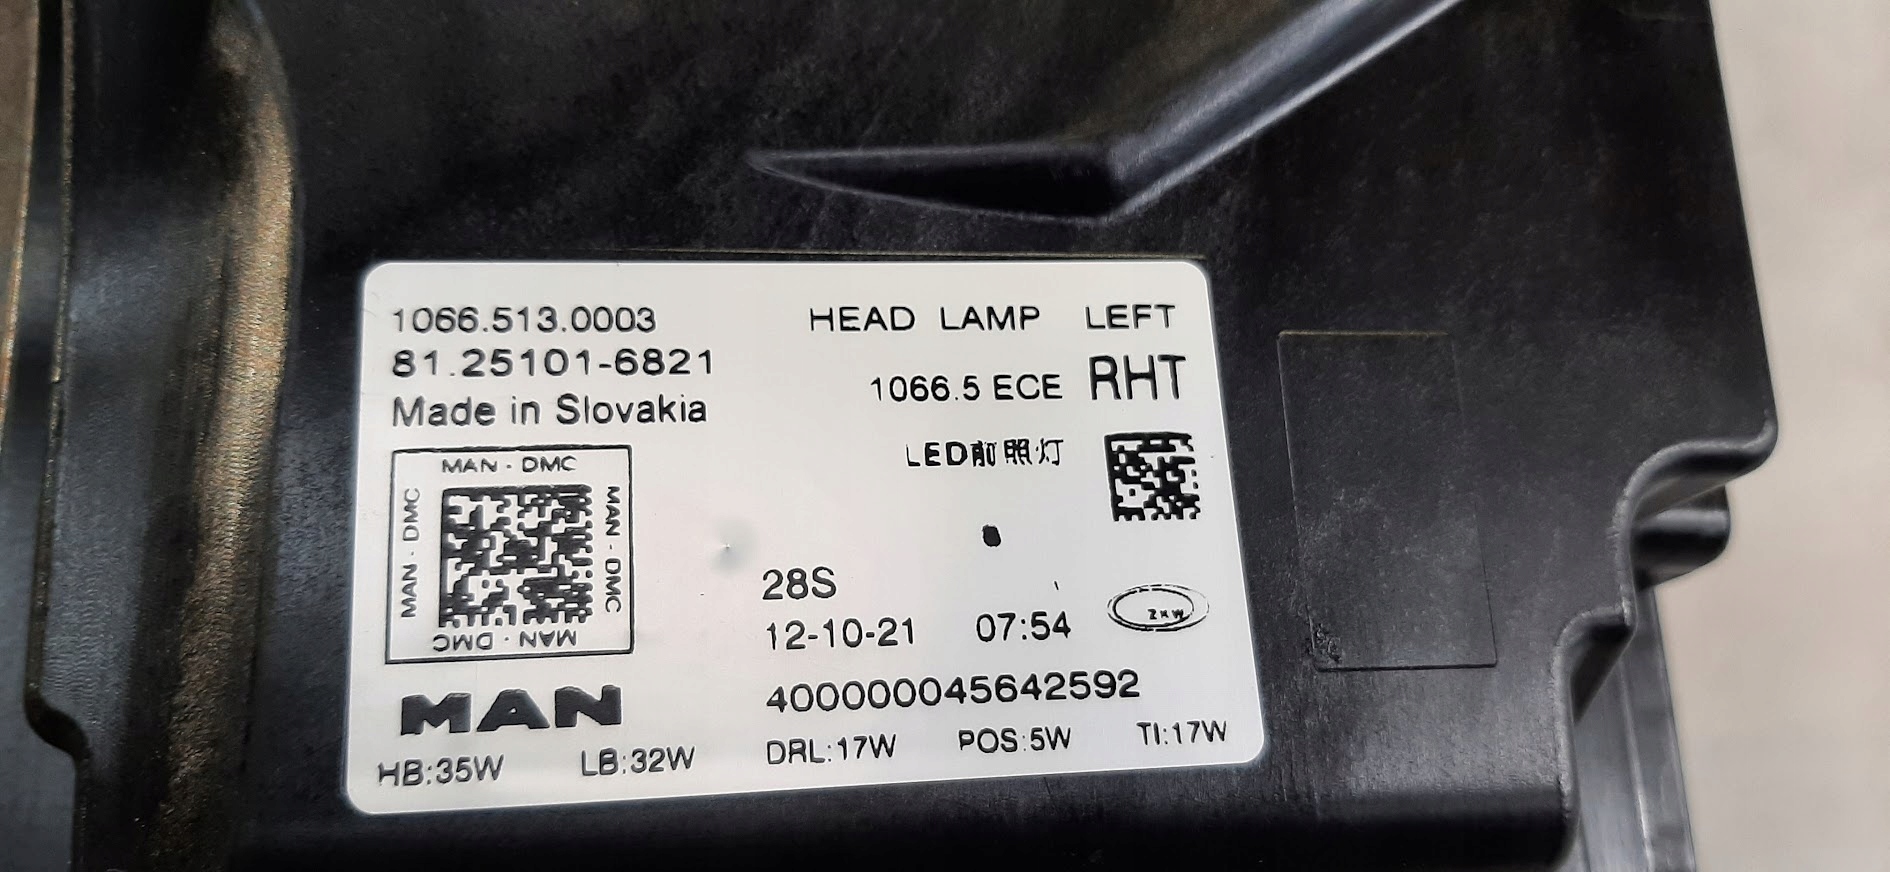 1066.513.0003 HEAD LAMP LEFT
81.25101-6821
1066.5 ECE RHT
Made in Slovakia
LED前照灯
MAN - DMC
MAN - DMC
MAN - DMC
MAN - DMC
28S
12-10-21 07:54
ZXW
MAN
400000045642592
HB:35W LB:32W DRL:17W POS:5W TI:17W